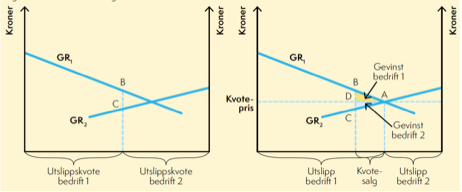 Kroner
Kroner
GR₁
B
C
GR₂
Utslippskvote
bedrift 1
Utslippskvote
bedrift 2
Kroner
Kroner
GR₁
Gevinst
bedrift 1
B
D
A
Kvote-
pris
C
GR₂
Gevinst
bedrift 2
Utslipp
bedrift 1
Kvote-
salg
Utslipp
bedrift 2